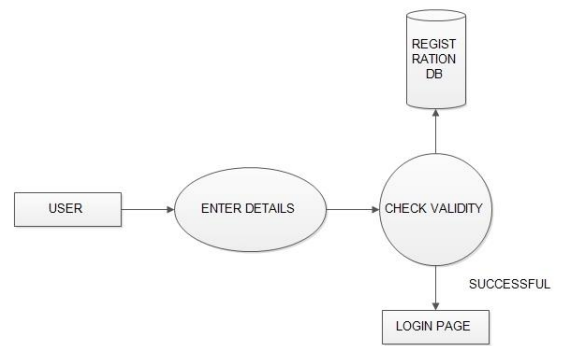 REGIST
RATION
DB
USER
ENTER DETAILS
CHECK VALIDITY
SUCCESSFUL
LOGIN PAGE